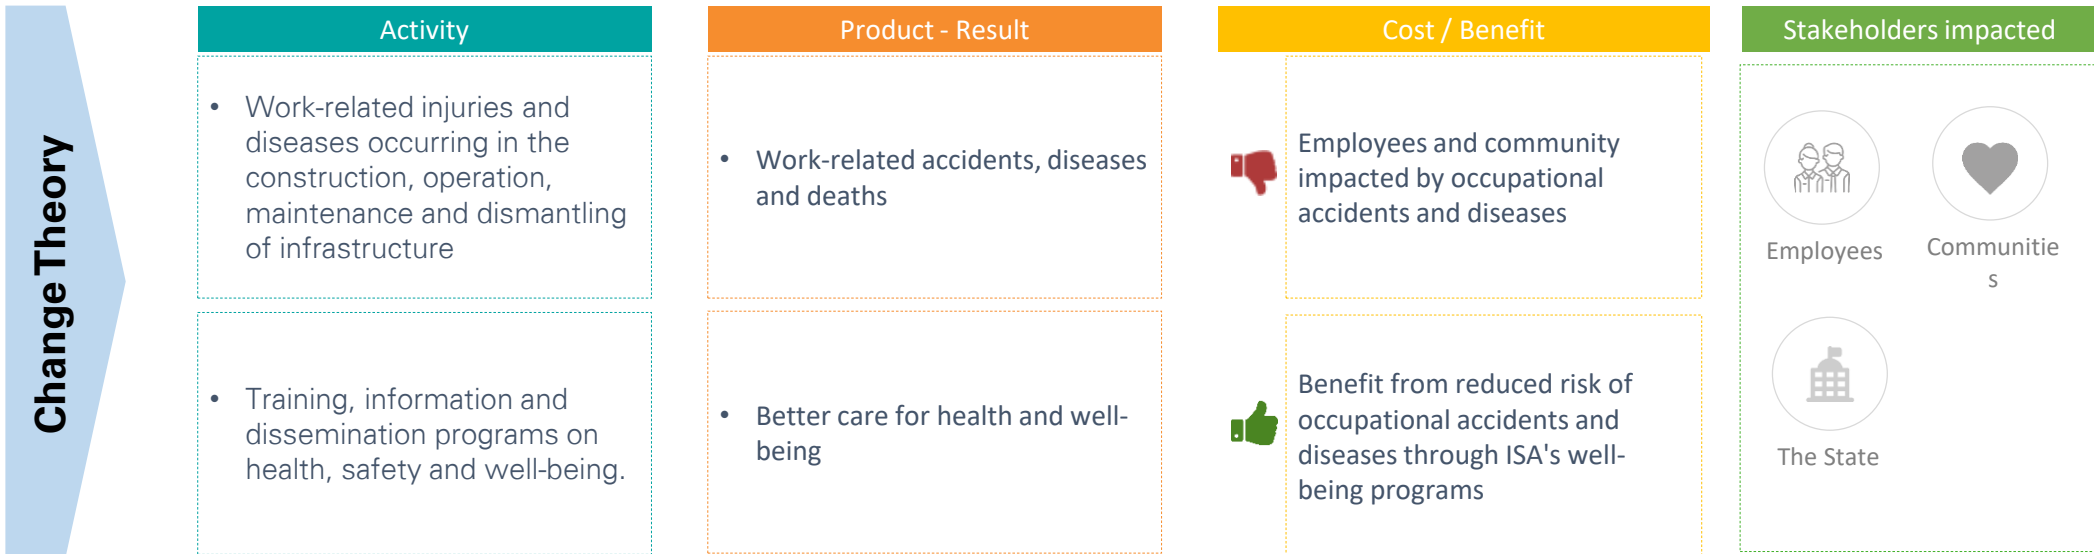 Change Theory
Activity
• Work-related injuries and
diseases occurring in the
construction, operation,
maintenance and dismantling
of infrastructure
• Training, information and
dissemination programs on
health, safety and well-being.
Product - Result
• Work-related accidents, diseases
and deaths
• Better care for health and well-
being
Cost / Benefit
Employees and community
impacted by occupational
accidents and diseases
Benefit from reduced risk of
occupational accidents and
diseases through ISA's well-
being programs
Stakeholders impacted
Employees
Communitie
s
The State